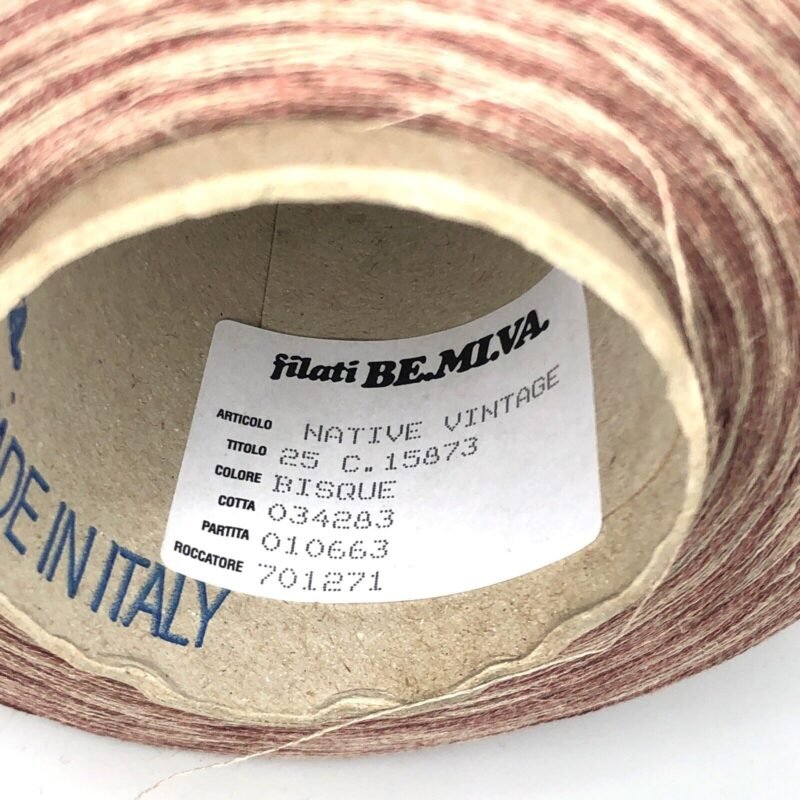 filati BE.MI.VA.
ARTICOLO NATIVE VINTAGE
TITOLO 25 C.15873
COLORE BISQUE
COTTA 034283
PARTITA 010663
ROCCATORE 701271
DE IN ITALY